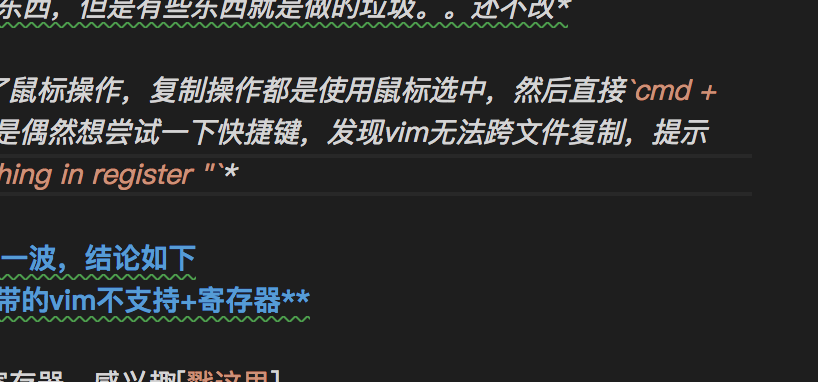 东西，但是有些东西就是做的垃圾。。还不改*
了鼠标操作，复制操作都是使用鼠标选中，然后直接`cmd +
是偶然想尝试一下快捷键，发现vim无法跨文件复制，提示
hing in register "`*
一波，结论如下
带的vim不支持+寄存器**
寄存器，感兴趣[戳这里]